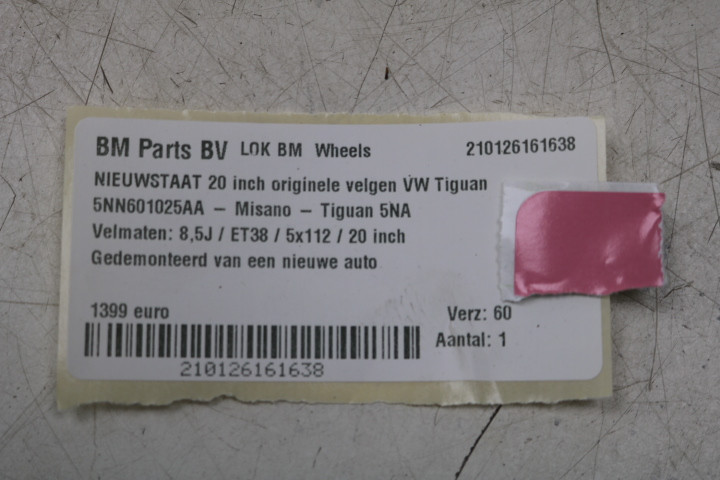 BM Parts BV LOK BM Wheels 210126161638
NIEUWSTAAT 20 inch originele velgen VW Tiguan
5NN601025AA – Misano – Tiguan 5NA
Velmaten: 8,5J / ET38 / 5x112 / 20 inch
Gedemonteerd van een nieuwe auto
1399 euro Verz: 60
Aantal: 1
210126161638